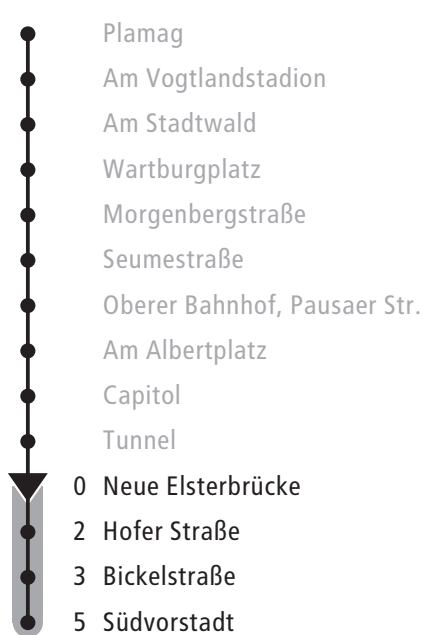 Plamag
Am Vogtlandstadion
Am Stadtwald
Wartburgplatz
Morgenbergstraße
Seumestraße
Oberer Bahnhof, Pausaer Str.
Am Albertplatz
Capitol
Tunnel
0 Neue Elsterbrücke
2 Hofer Straße
3 Bickelstraße
5 Südvorstadt